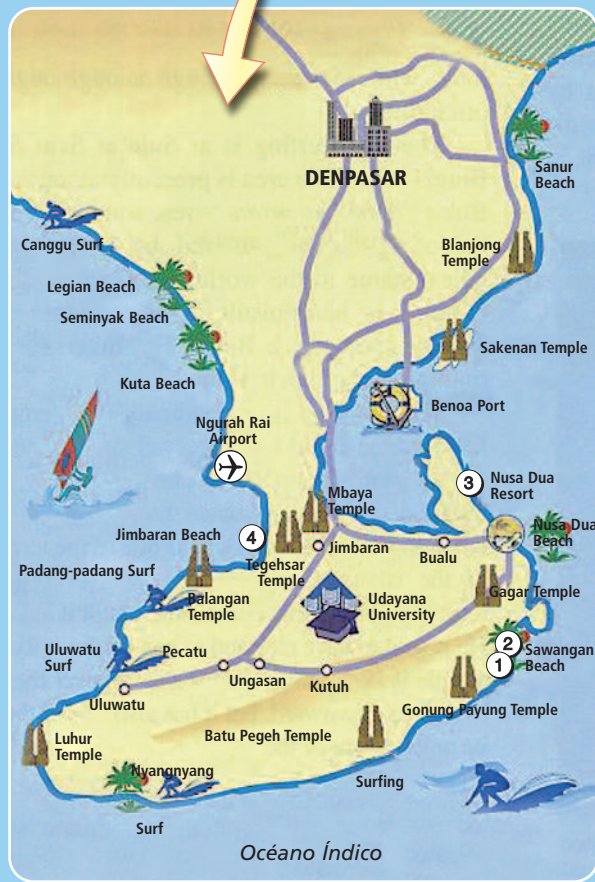 DENPASAR
Sanur
Beach
Canggu Surf
Blanjong
Temple
Legian Beach
Seminyak Beach
Sakenan Temple
Kuta Beach
Benoa Port
Ngurah Rai
Airport
3
Nusa Dua
Resort
Mbaya
Temple
Nusa Dua
Beach
Jimbaran Beach
4
Jimbaran
Bualu
Tegehsar
Temple
Padang-padang Surf
Balangan
Temple
Udayana
University
Gagar Temple
Uluwatu
Surf
Pecatu
2
Sawangan
Beach
1
Ungasan
Kutuh
Uluwatu
Gonung Payung Temple
Luhur
Temple
Batu Pegeh Temple
Nyangnyang
Surfing
Surf
Océano Índico